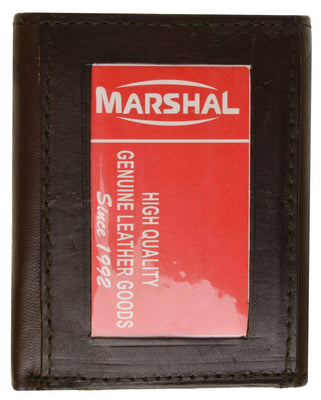 MARSHAL
HIGH QUALITY
GENUINE LEATHER GOODS
Since 1992